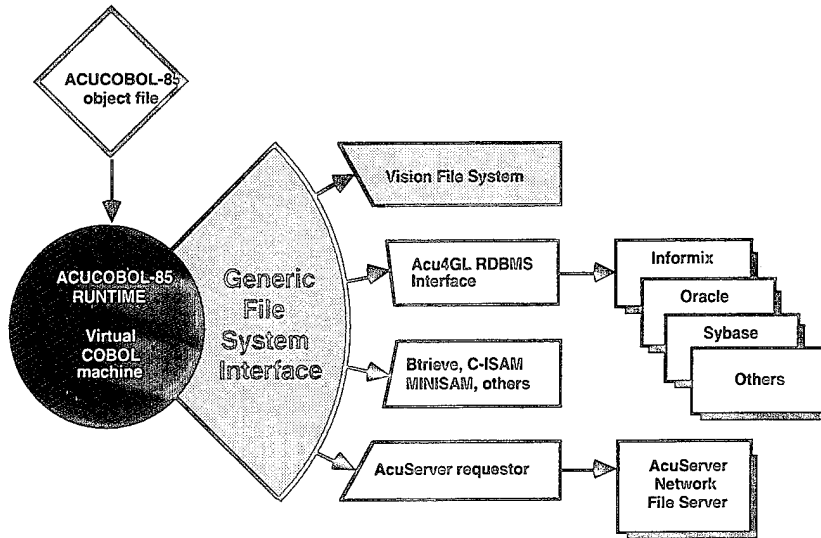 ACUCOBOL-85
object file
ACUCOBOL-85
RUNTIME
Virtual
COBOL
machine
Generic
File
System
Interface
Vision File System
Acu4GL RDBMS
Interface
Informix
Oracle
Sybase
Others
Btrieve, C-ISAM
MINISAM, others
AcuServer requestor
AcuServer
Network
File Server